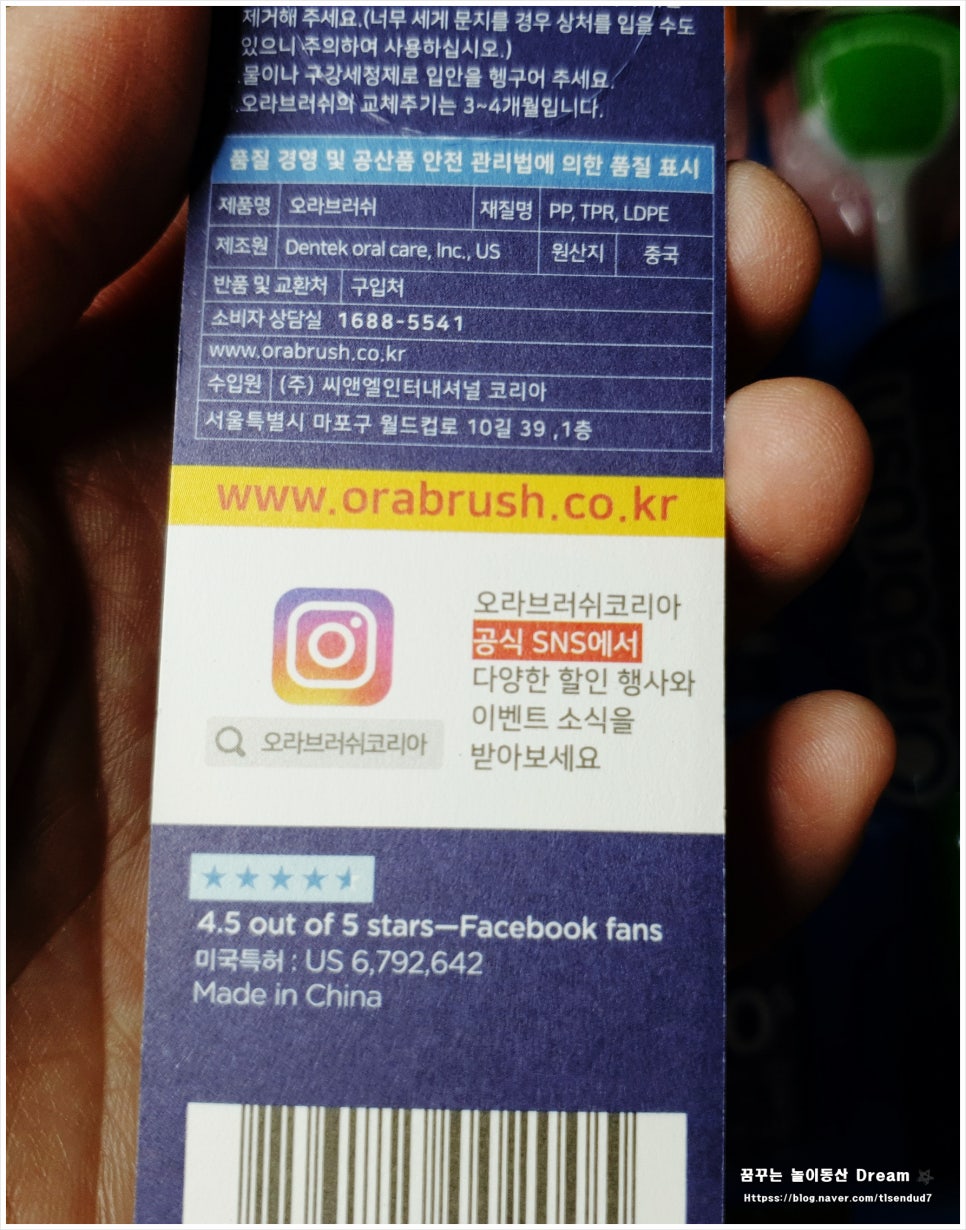 제거해 주세요.(너무 세게 문지를 경우 상처를 입을 수도
있으니 주의하여 사용하십시오.)
물이나 구강세정제로 입안을 헹구어 주세요.
오라브러쉬의 교체주기는 3~4개월입니다.
품질 경영 및 공산품 안전 관리법에 의한 품질 표시
제품명 오라브러쉬 재질명 PP, TPR, LDPE
제조원 Dentek oral care, Inc., US 원산지 중국
반품 및 교환처 구입처
소비자 상담실 1688-5541
www.orabrush.co.kr
수입원 (주) 씨앤엘인터내셔널 코리아
서울특별시 마포구 월드컵로 10길 39 ,1층
www.orabrush.co.kr
오라브러쉬코리아
공식 SNS에서
다양한 할인 행사와
이벤트 소식을
받아보세요
오라브러쉬코리아
4.5 out of 5 stars—Facebook fans
미국특허 : US 6,792,642
Made in China
꿈꾸는 놀이동산 Dream
Httpss://blog.naver.com/tlsendud7